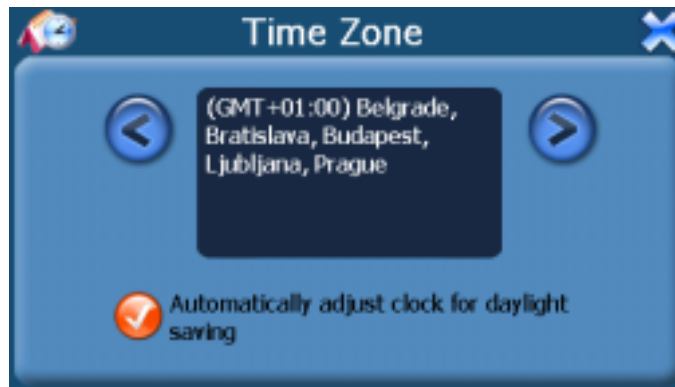 Time Zone
(GMT+01:00) Belgrade,
Bratislava, Budapest,
Ljubljana, Prague
Automatically adjust clock for daylight
saving